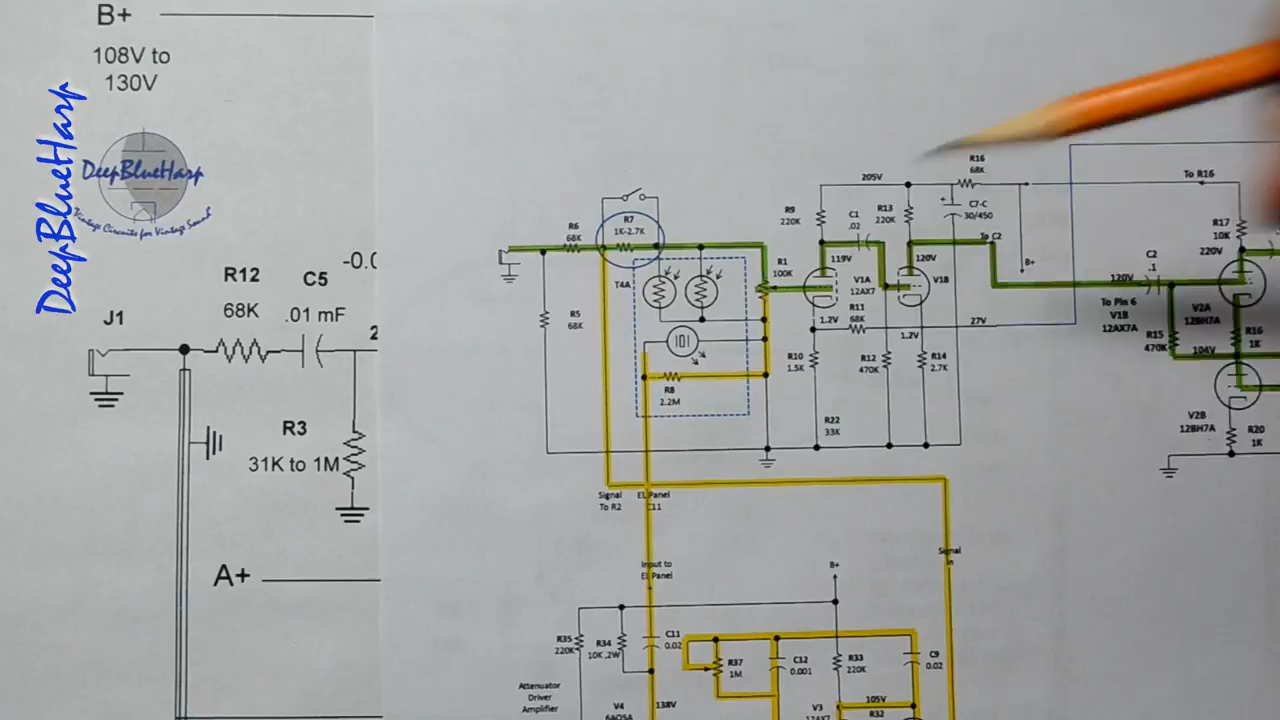 B+
108V to
130V
DeepBlueHarp
DeepBlueHarp
Vintage Circuits for Vintage Sound
-0.0
R12
68K
C5
.01 mF
J1
2
R3
31K to 1M
A+
R16
68K
205V
To R16
R9
220K
C1
.02
R13
220K
C7-C
30/450
+
R6
68K
R7
1K-2.7K
To C2
R17
10K
220V
119V
120V
B+
C2
.1
120V
R1
100K
V1A
12AX7
V1B
T4A
R5
68K
R11
68K
1.2V
1.2V
27V
To Pin 6
V1B
12AX7A
V2A
12BH7A
R15
470K
R16
1K
104V
R10
1.5K
R12
470K
R14
2.7K
R8
2.2M
R22
33K
V2B
12BH7A
R20
1K
Signal
To R2
EL Panel
C11
Signal
In
Input to
EL Panel
B+
R35
220K
R34
10K ,2W
C11
0.02
R37
1M
C12
0.001
R33
220K
C9
0.02
Attenuator
Driver
Amplifier
V4
6AQ5A
138V
V3
12AX7
105V
R32